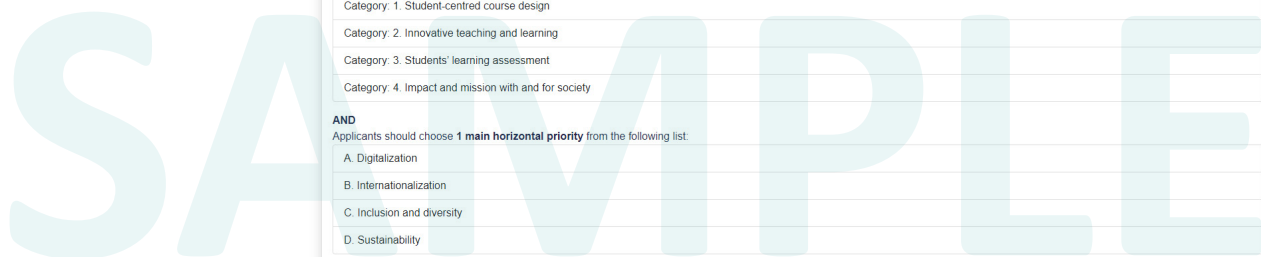 Category: 1. Student-centred course design
Category: 2. Innovative teaching and learning
Category: 3. Students' learning assessment
Category: 4. Impact and mission with and for society
AND
Applicants should choose 1 main horizontal priority from the following list:
A. Digitalization
B. Internationalization
C. Inclusion and diversity
D. Sustainability
SAMPLE